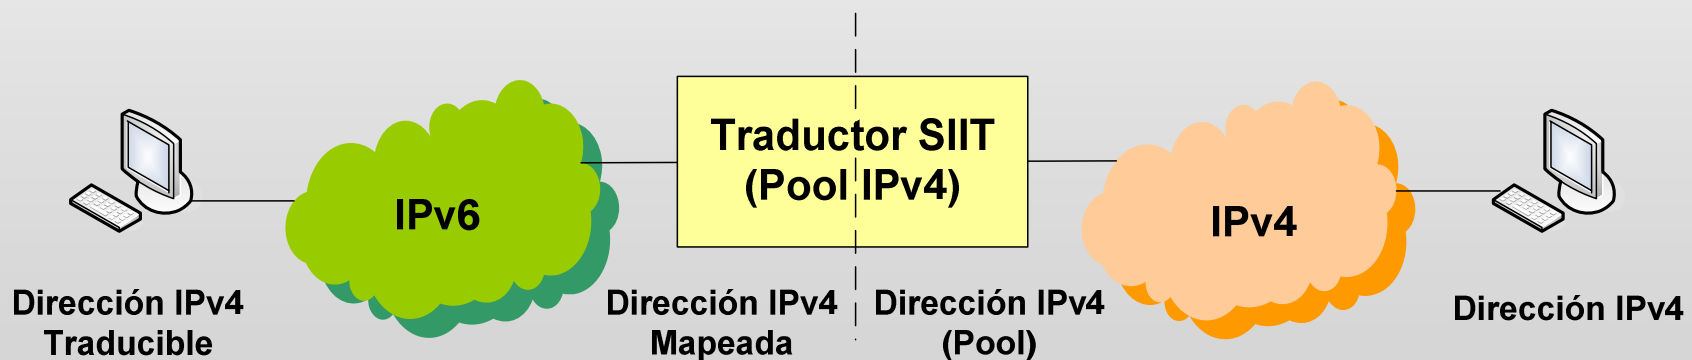 Traductor SIIT
(Pool IPv4)
IPv6
IPv4
Dirección IPv4
Traducible
Dirección IPv4
Mapeada
Dirección IPv4
(Pool)
Dirección IPv4